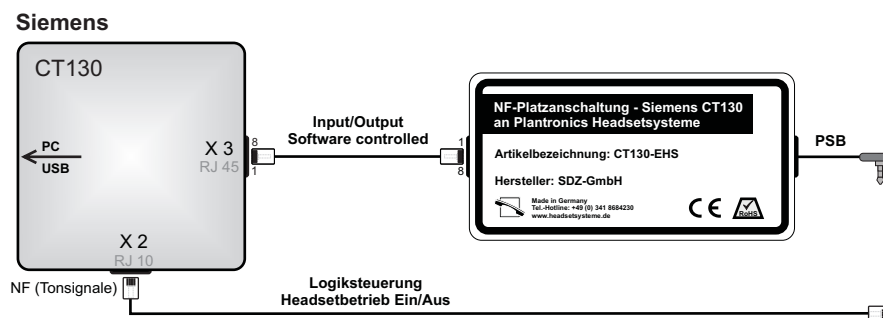 Siemens
CT130
PC
USB
X 3
RJ 45
8
1
Input/Output
Software controlled
1
8
NF-Platzanschaltung - Siemens CT130
an Plantronics Headsetsysteme
Artikelbezeichnung: CT130-EHS
Hersteller: SDZ-GmbH
Made in Germany
Tel.-Hotline: +49 (0) 341 8684230
www.headsetsysteme.de
CE
RoHS
PSB
X 2
RJ 10
NF (Tonsignale)
Logiksteuerung
Headsetbetrieb Ein/Aus